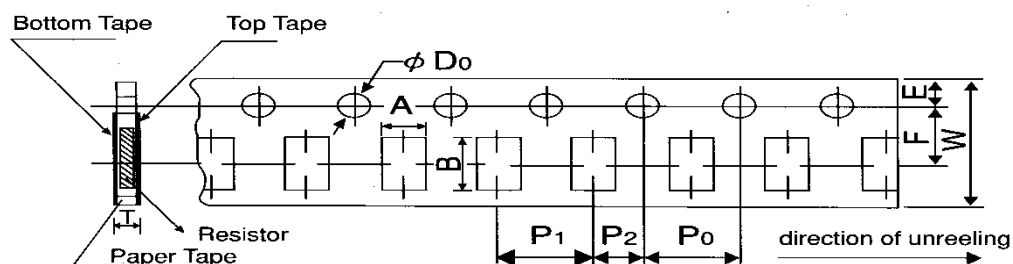 Bottom Tape
Top Tape
φ D0
A
E
F
W
B
T
Resistor
Paper Tape
P1
P2
P0
direction of unreeling